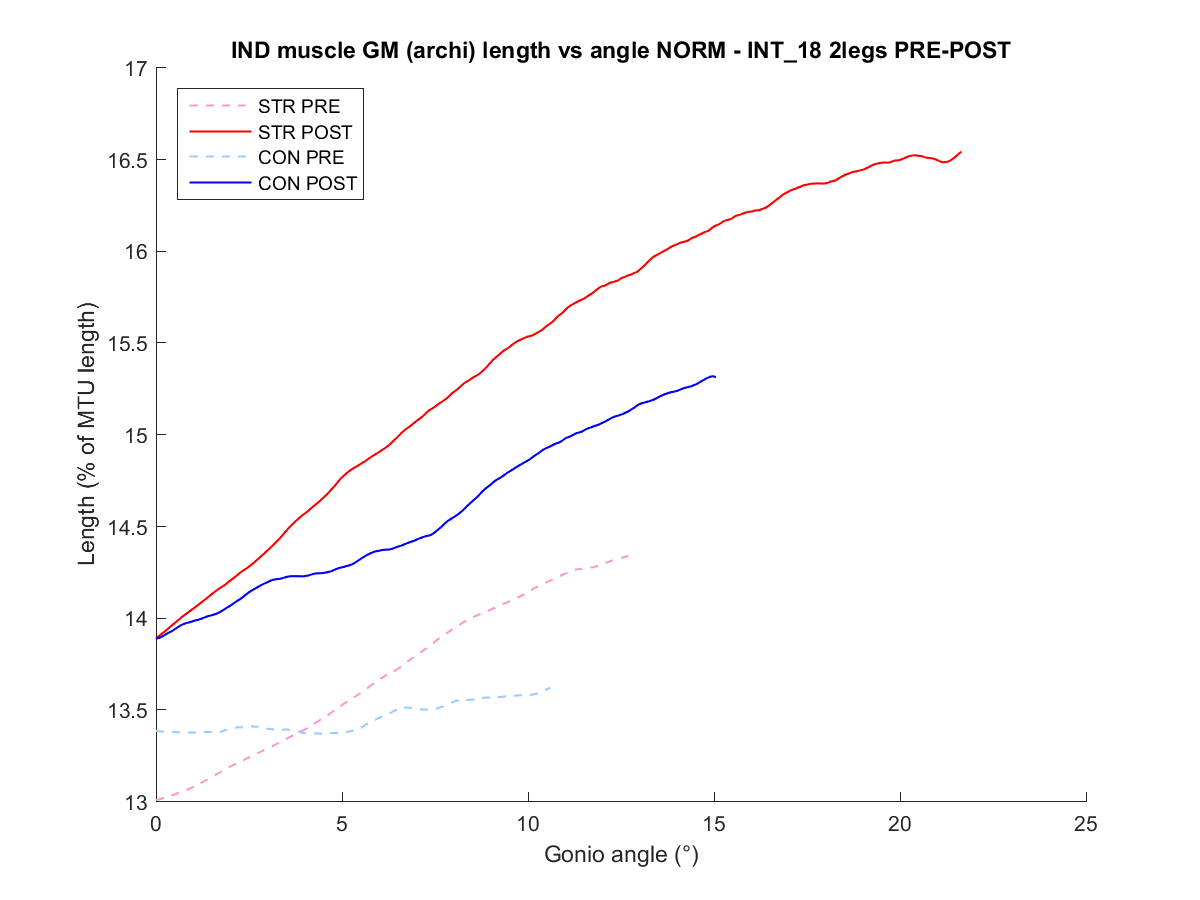 IND muscle GM (archi) length vs angle NORM - INT_18 2legs PRE-POST
STR PRE
STR POST
CON PRE
CON POST
Length (% of MTU length)
17
16.5
16
15.5
15
14.5
14
13.5
13
0
5
10
15
20
25
Gonio angle (°)